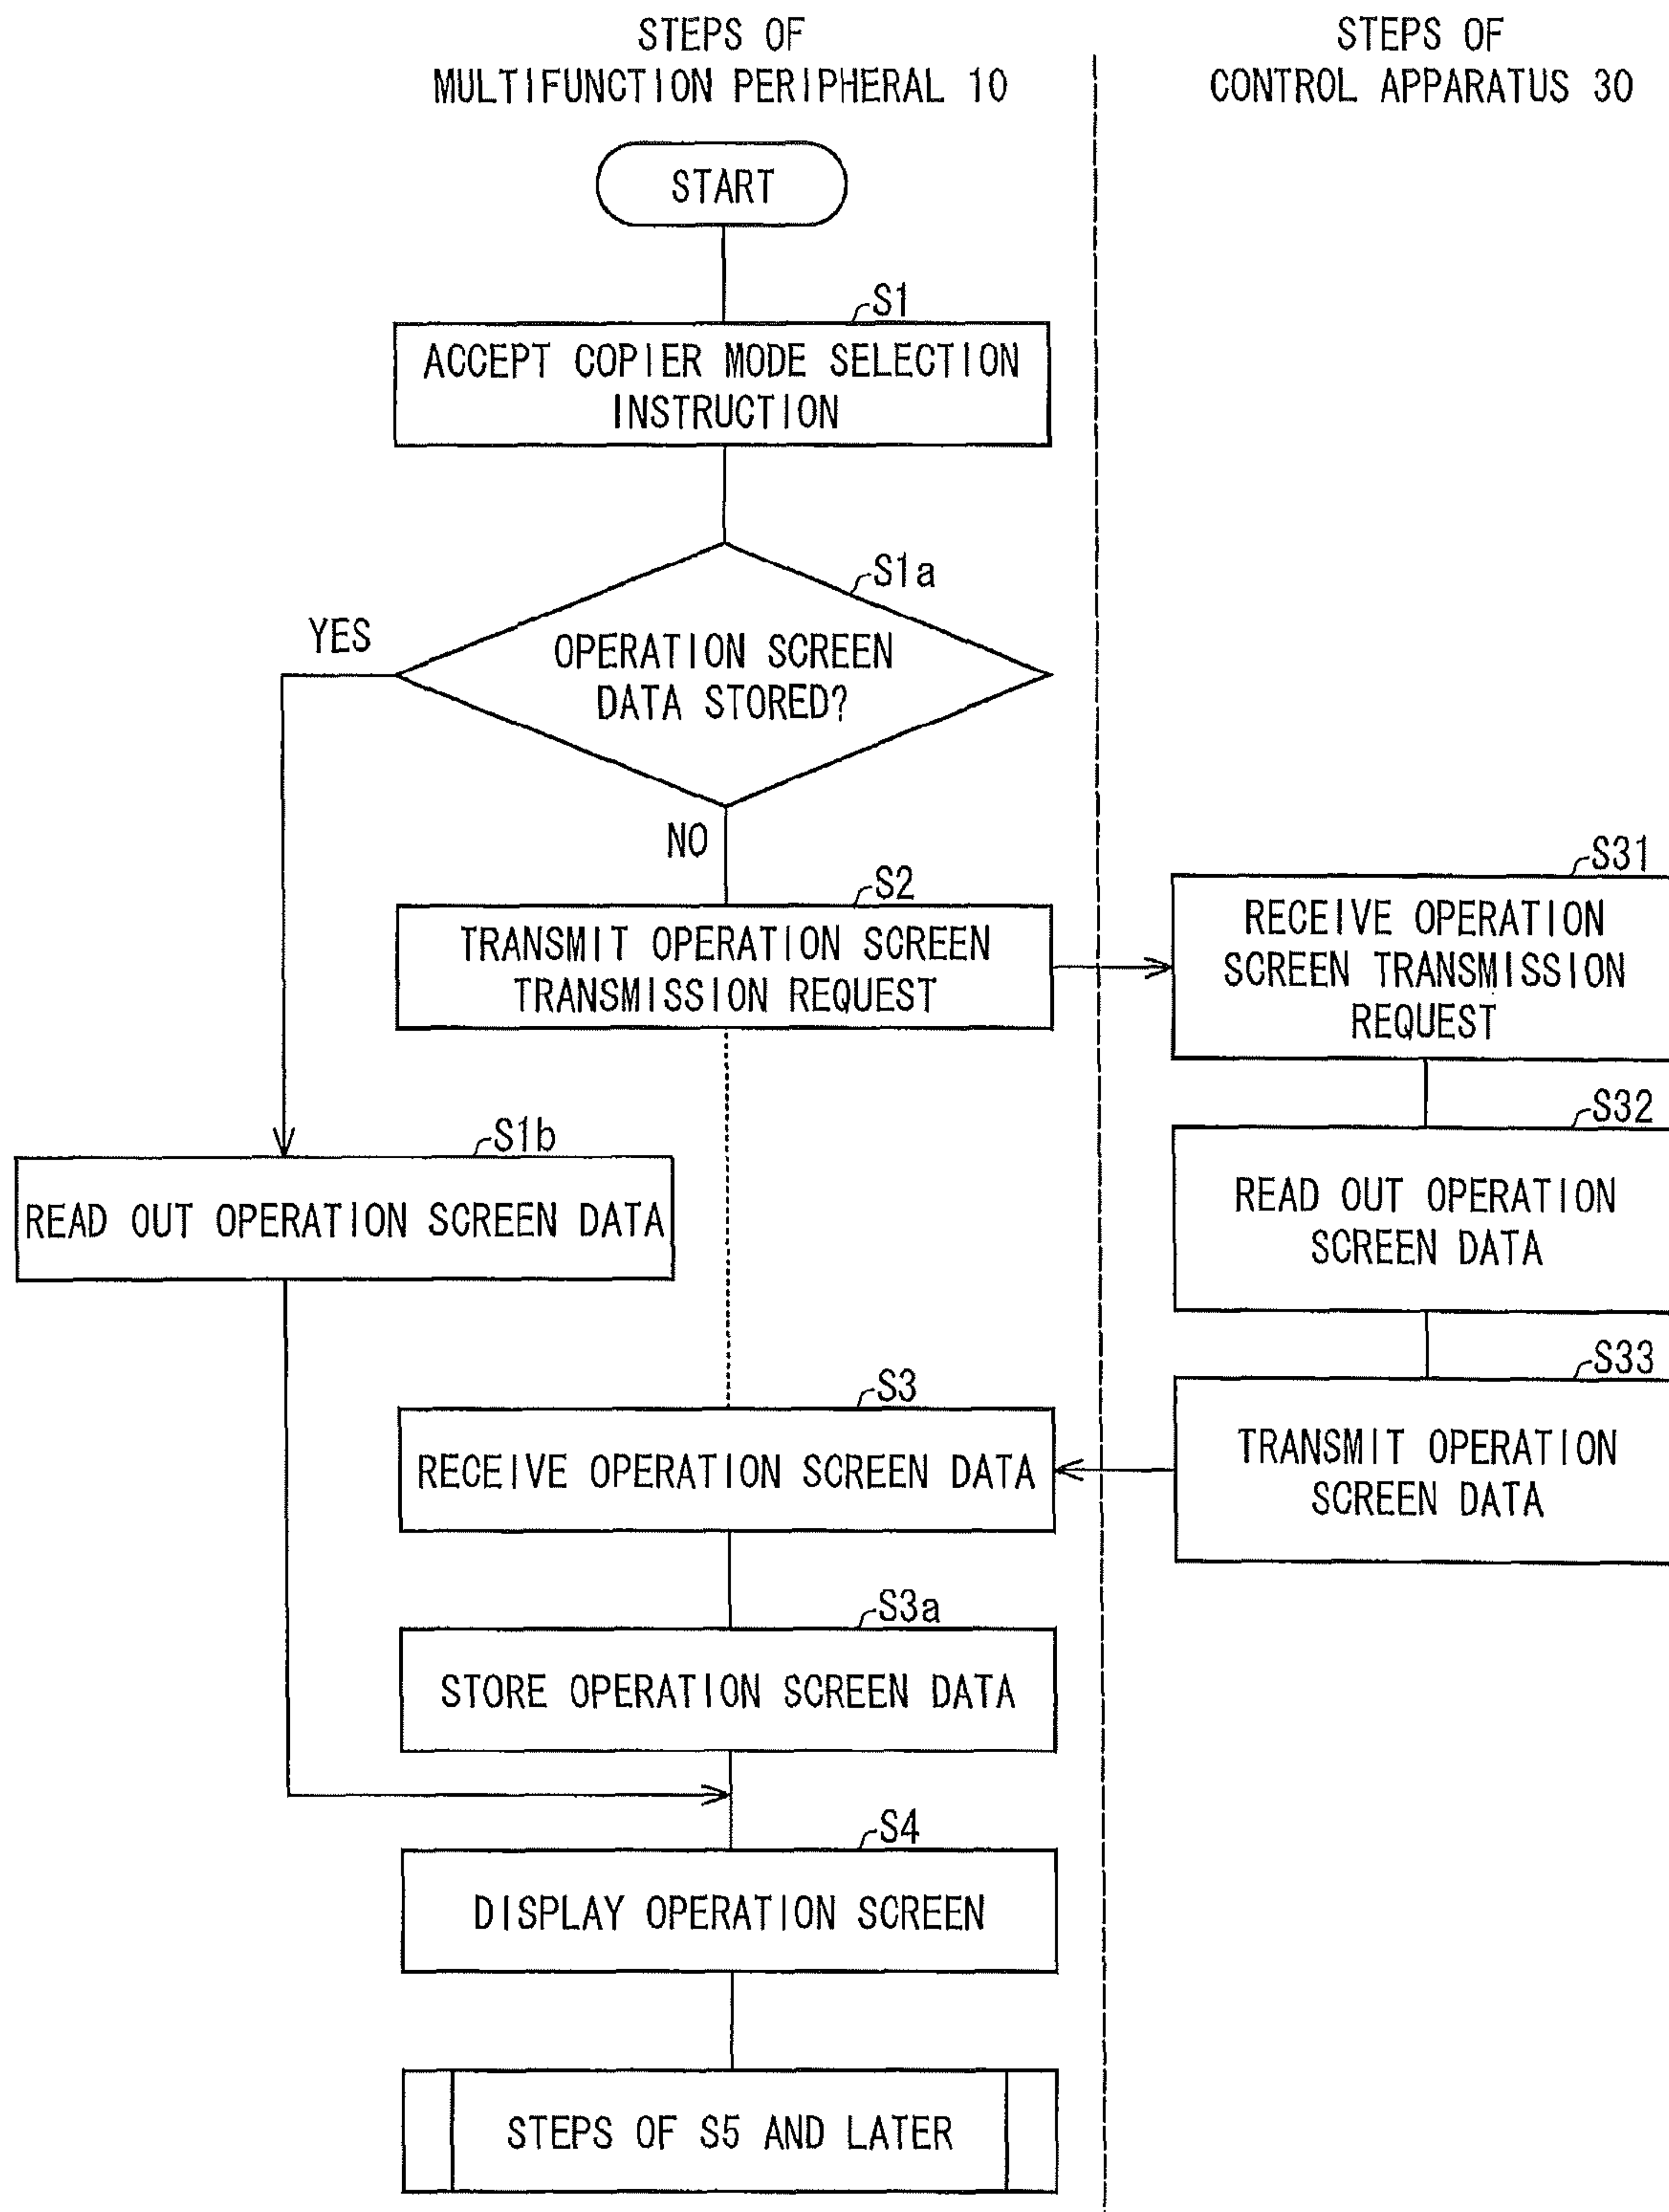 STEPS OF
MULTIFUNCTION PERIPHERAL 10
STEPS OF
CONTROL APPARATUS 30
START
S1
ACCEPT COPIER MODE SELECTION
INSTRUCTION
S1a
YES
OPERATION SCREEN
DATA STORED?
NO
S2
TRANSMIT OPERATION SCREEN
TRANSMISSION REQUEST
S31
RECEIVE OPERATION
SCREEN TRANSMISSION
REQUEST
S1b
READ OUT OPERATION SCREEN DATA
S32
READ OUT OPERATION
SCREEN DATA
S3
RECEIVE OPERATION SCREEN DATA
S33
TRANSMIT OPERATION
SCREEN DATA
S3a
STORE OPERATION SCREEN DATA
S4
DISPLAY OPERATION SCREEN
STEPS OF S5 AND LATER